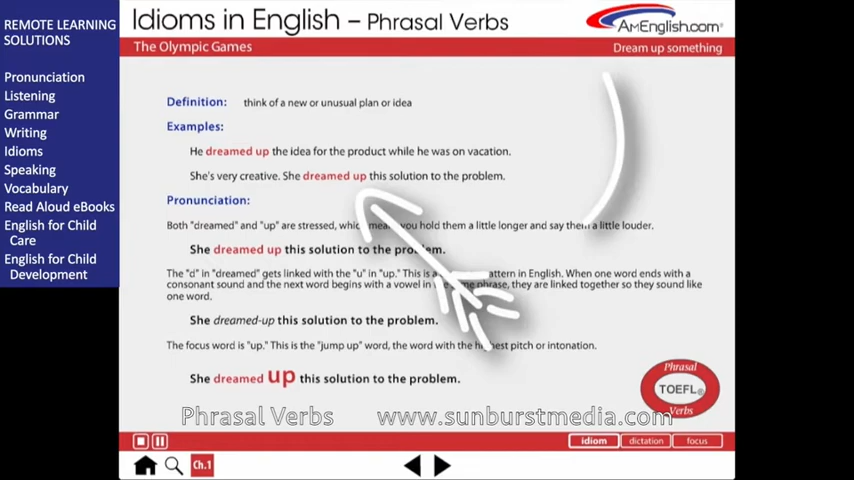 REMOTE LEARNING
SOLUTIONS
Pronunciation
Listening
Grammar
Writing
Idioms
Speaking
Vocabulary
Read Aloud eBooks
English for Child
Care
English for Child
Development
Idioms in English – Phrasal Verbs
AmEnglish.com®
The Olympic Games
Dream up something
Definition: think of a new or unusual plan or idea
Examples:
He dreamed up the idea for the product while he was on vacation.
She's very creative. She dreamed up this solution to the problem.
Pronunciation:
Both "dreamed" and "up" are stressed, which means you hold them a little longer and say them a little louder.
She dreamed up this solution to the problem.
The "d" in "dreamed" gets linked with the "u" in "up." This is a pattern in English. When one word ends with a
consonant sound and the next word begins with a vowel in the same phrase, they are linked together so they sound like
one word.
She dreamed-up this solution to the problem.
The focus word is "up." This is the "jump up" word, the word with the highest pitch or intonation.
She dreamed up this solution to the problem.
Phrasal
TOEFL®
Verbs
Phrasal Verbs www.sunburstmedia.com
idiom dictation focus
Ch.1